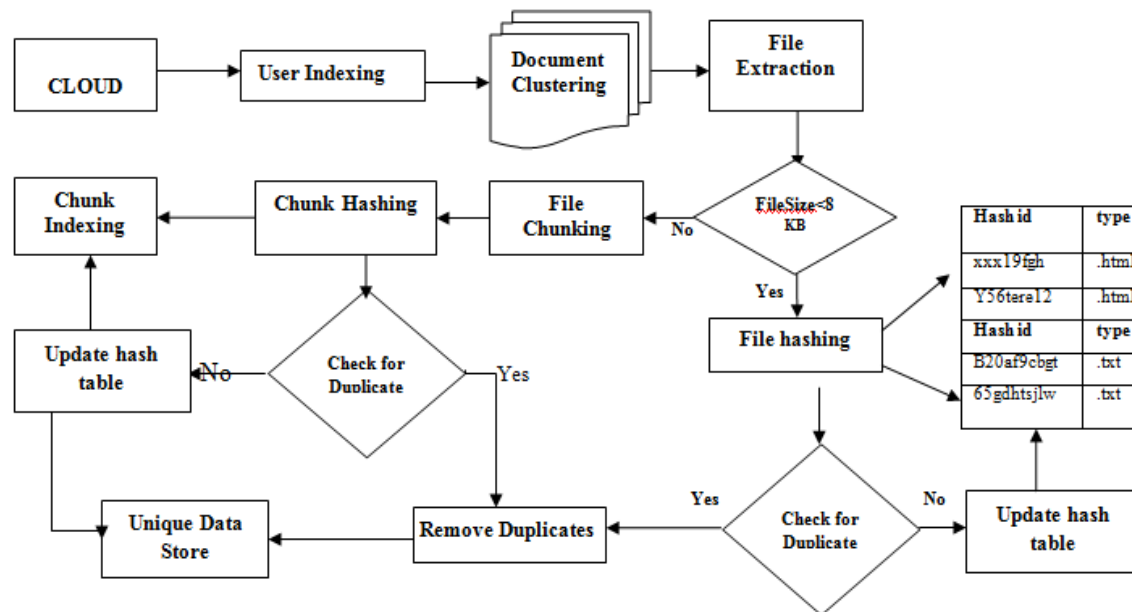 CLOUD
User Indexing
Document
Clustering
File
Extraction
Chunk
Indexing
Chunk Hashing
File
Chunking
No
FileSize<8
KB
Yes
Hash id type
xxx19fgh .html
Y56tere12 .html
Hash id type
B20af9cbgt .txt
65gdhtsjlw .txt
File hashing
Update hash
table
No
Check for
Duplicate
Yes
Unique Data
Store
Remove Duplicates
Yes
Check for
Duplicate
No
Update hash
table